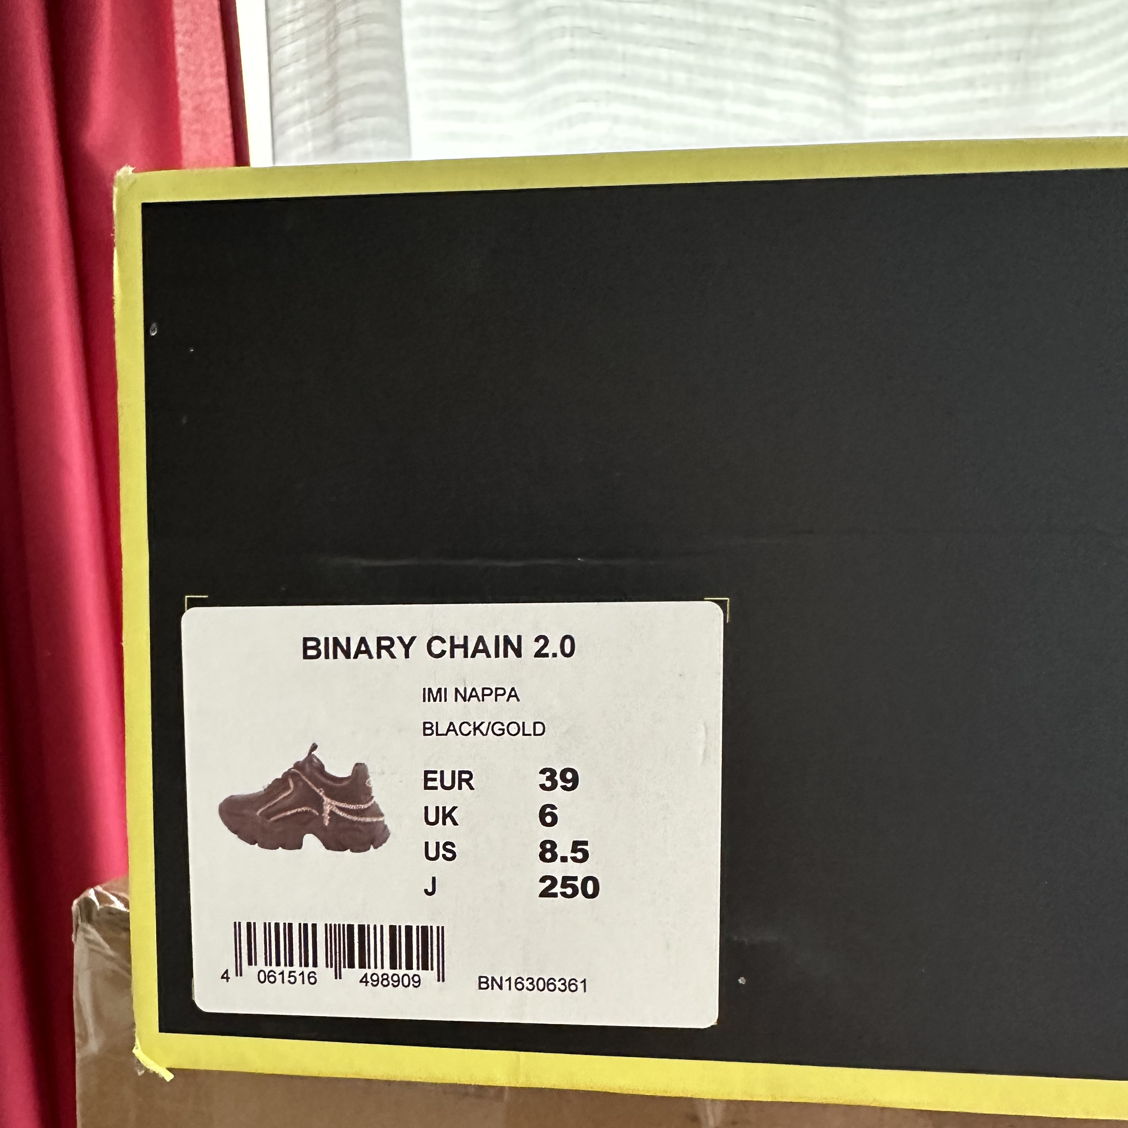 BINARY CHAIN 2.0
IMI NAPPA
BLACK/GOLD
EUR 39
UK 6
US 8.5
J 250
4 061516 498909
BN16306361